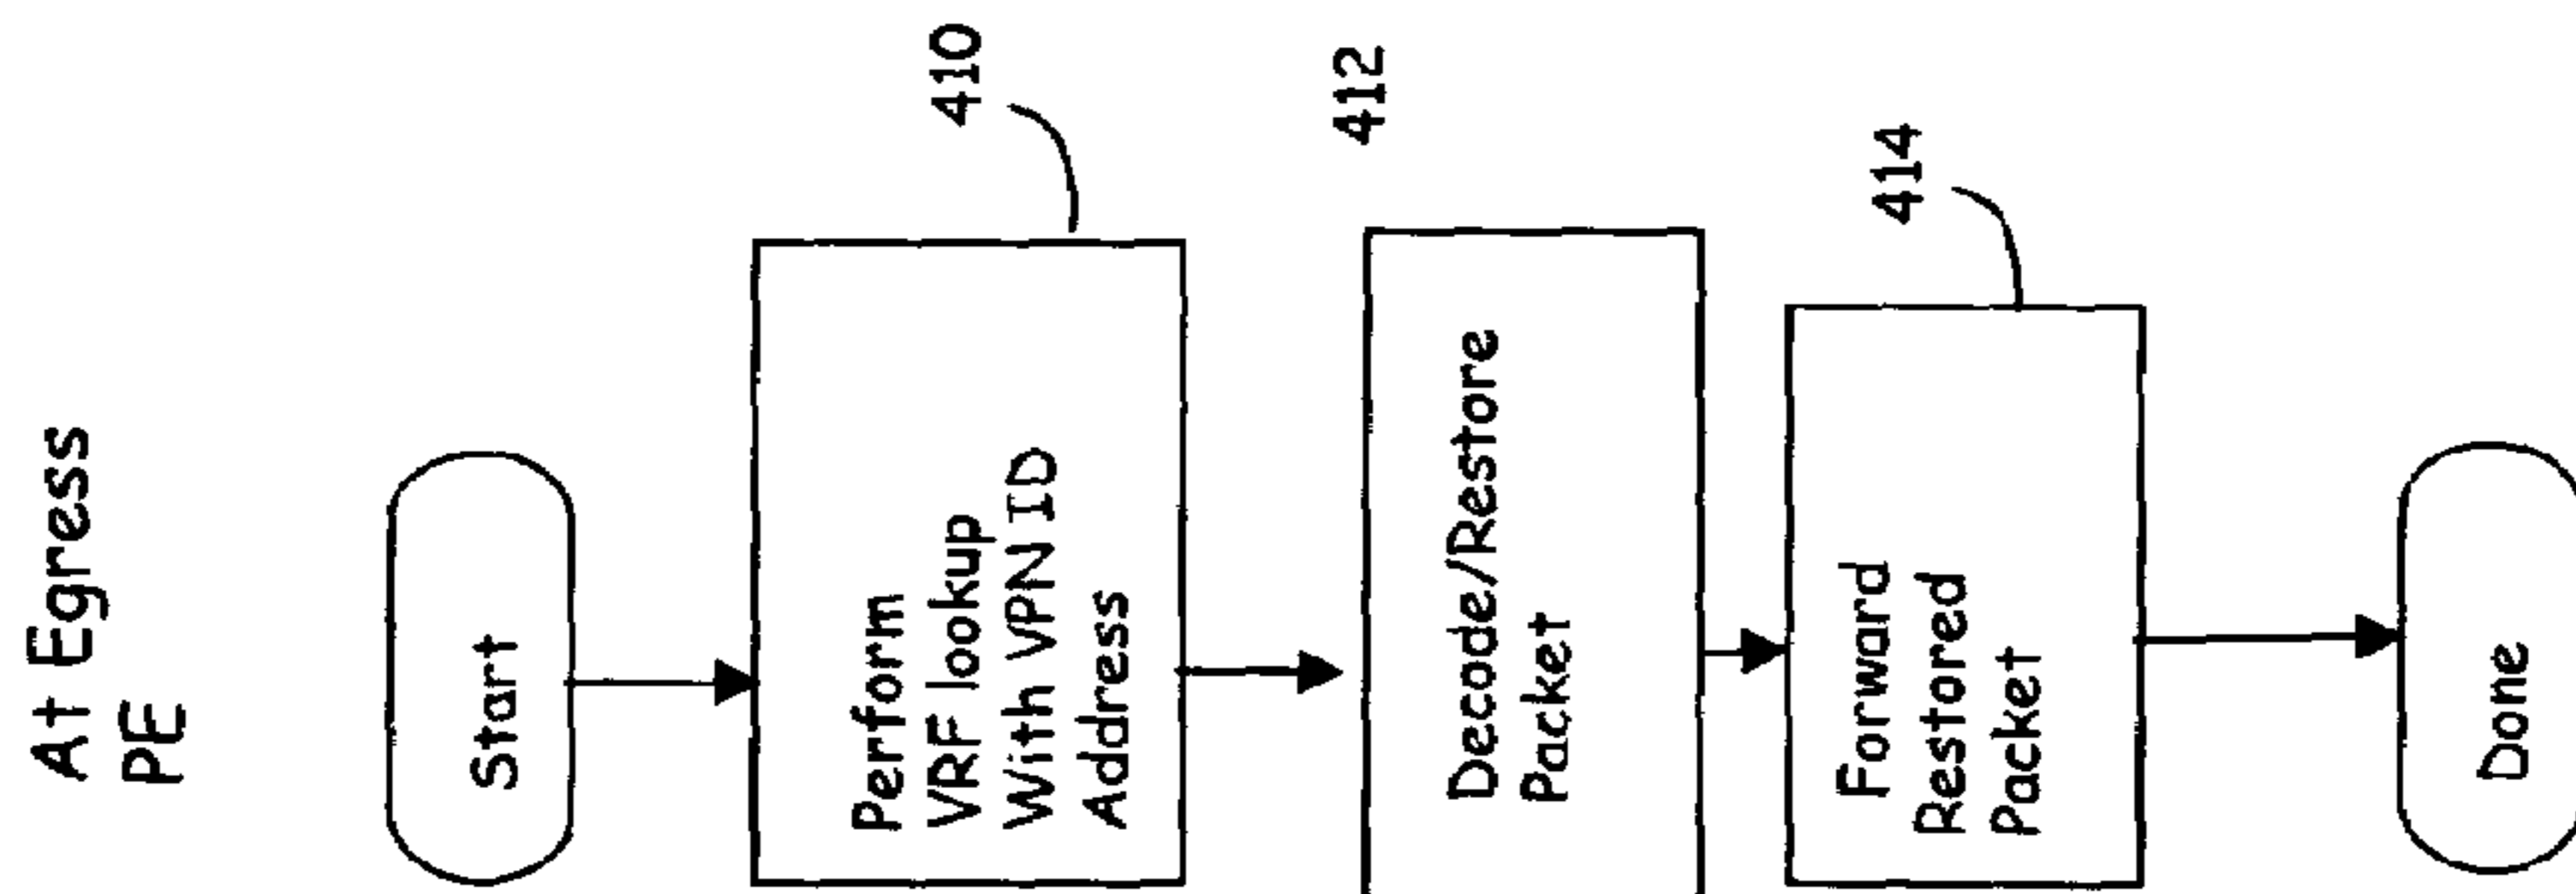 At Egress
PE
Start
410
Perform
VRF lookup
With VPN ID
Address
412
Decode/Restore
Packet
414
Forward
Restored
Packet
Done